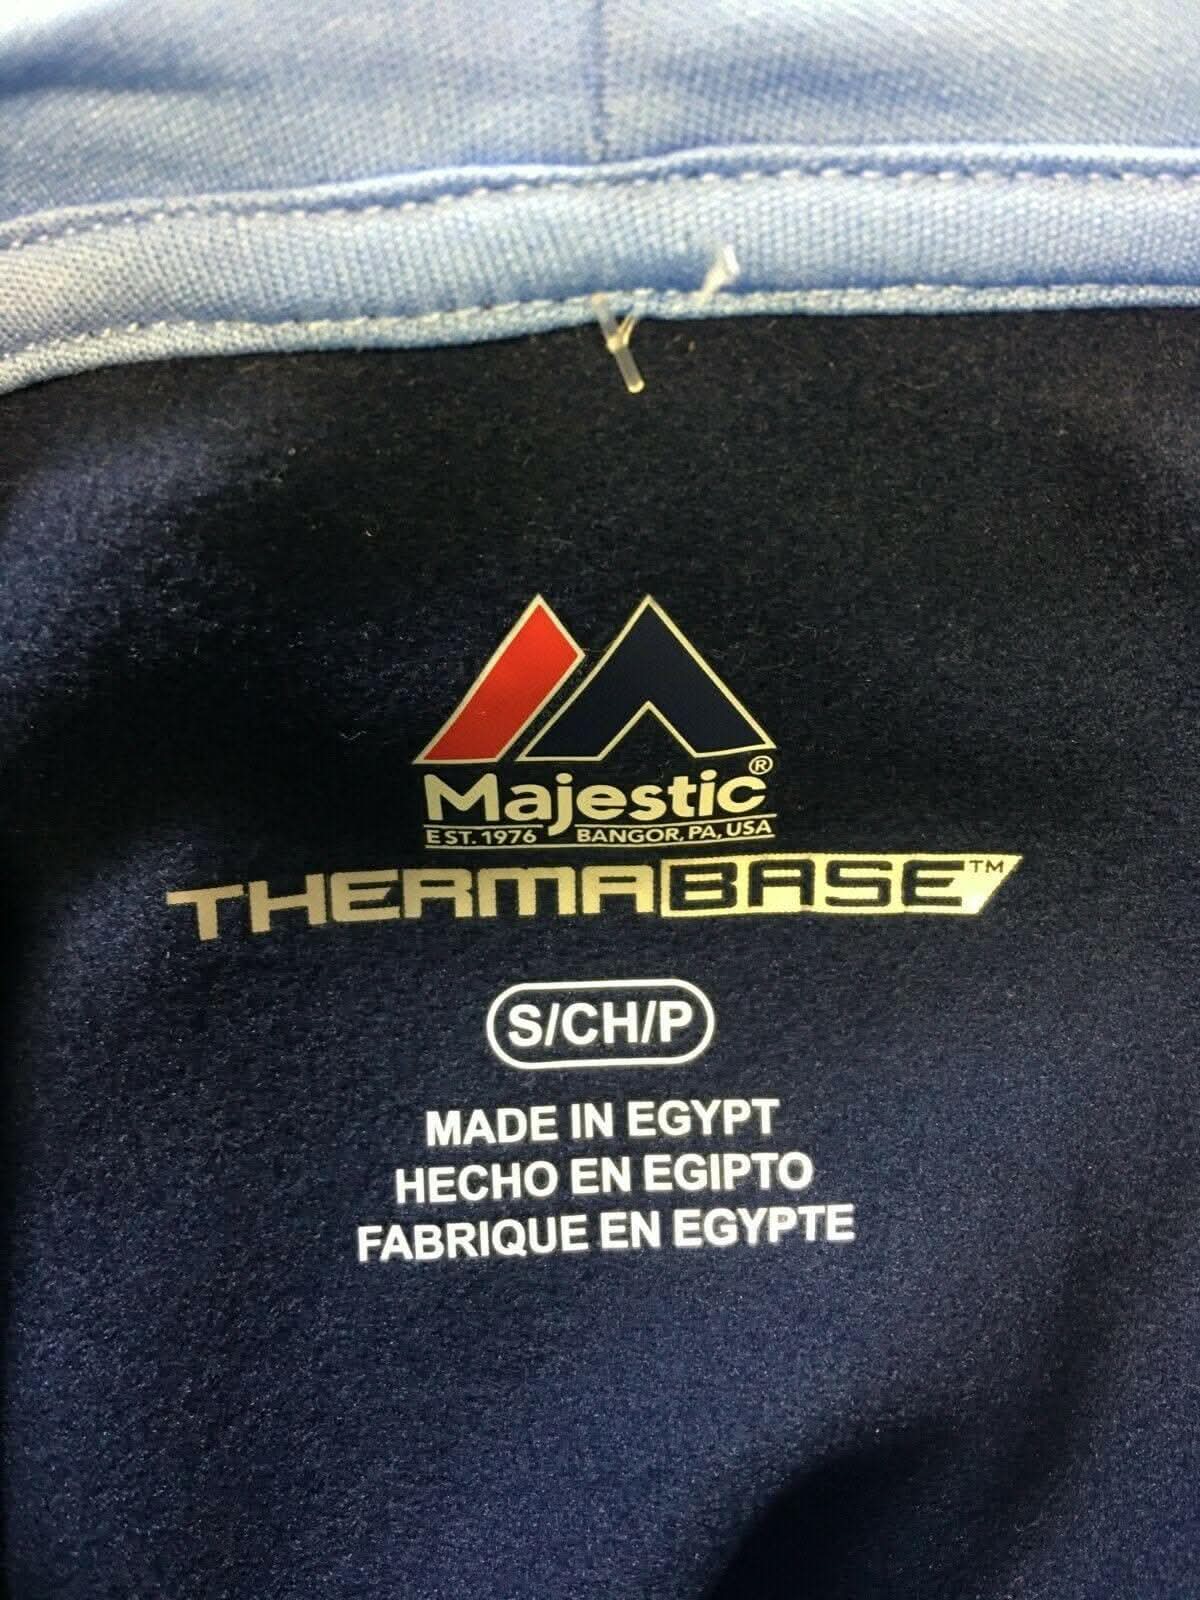 Majestic®
EST. 1976 BANGOR, PA, USA
THERMABASE™
S/CH/P
MADE IN EGYPT
HECHO EN EGIPTO
FABRIQUE EN EGYPTE